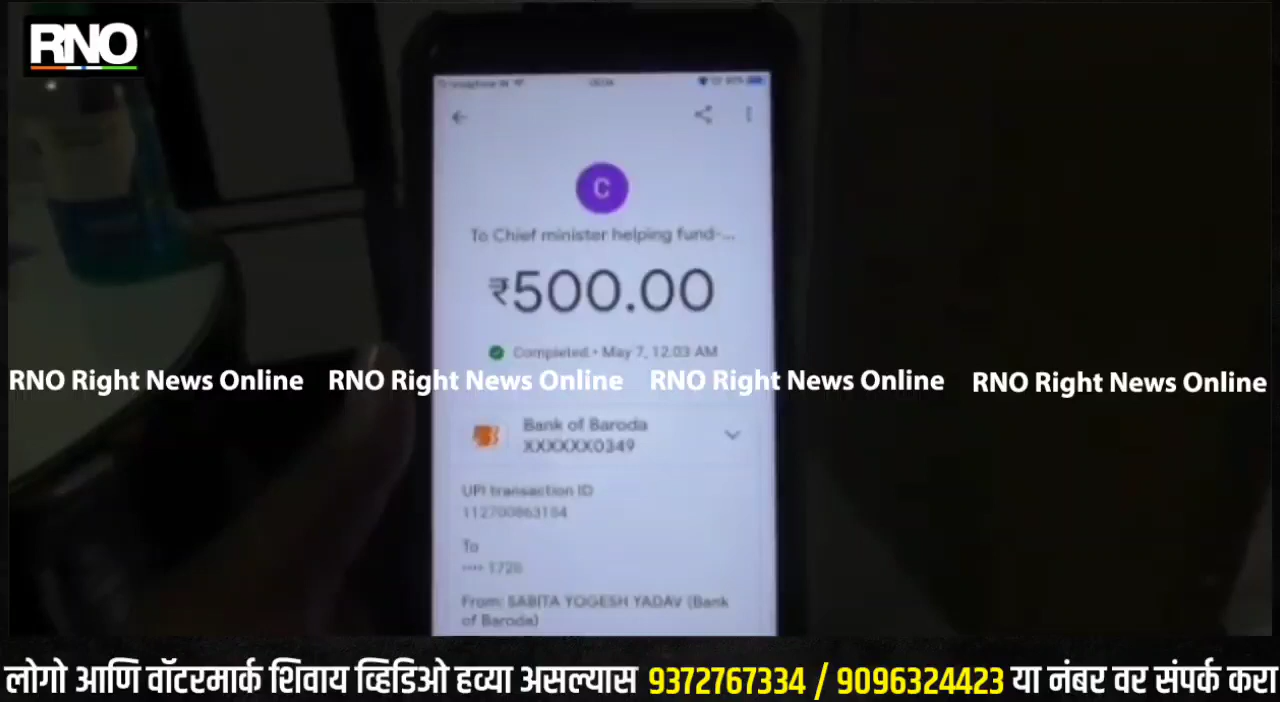 RNO
To Chief minister helping fund-...
₹500.00
Completed • May 7, 12.03 AM
RNO Right News Online RNO Right News Online RNO Right News Online RNO Right News Online
Bank of Baroda
XXXXXX0349
UPI transaction ID
To
From: SABITA YOGESH YADAV (Bank
of Baroda)
लोगो आणि वॉटरमार्क शिवाय व्हिडिओ हव्या असल्यास 9372767334 / 9096324423 या नंबर वर संपर्क करा